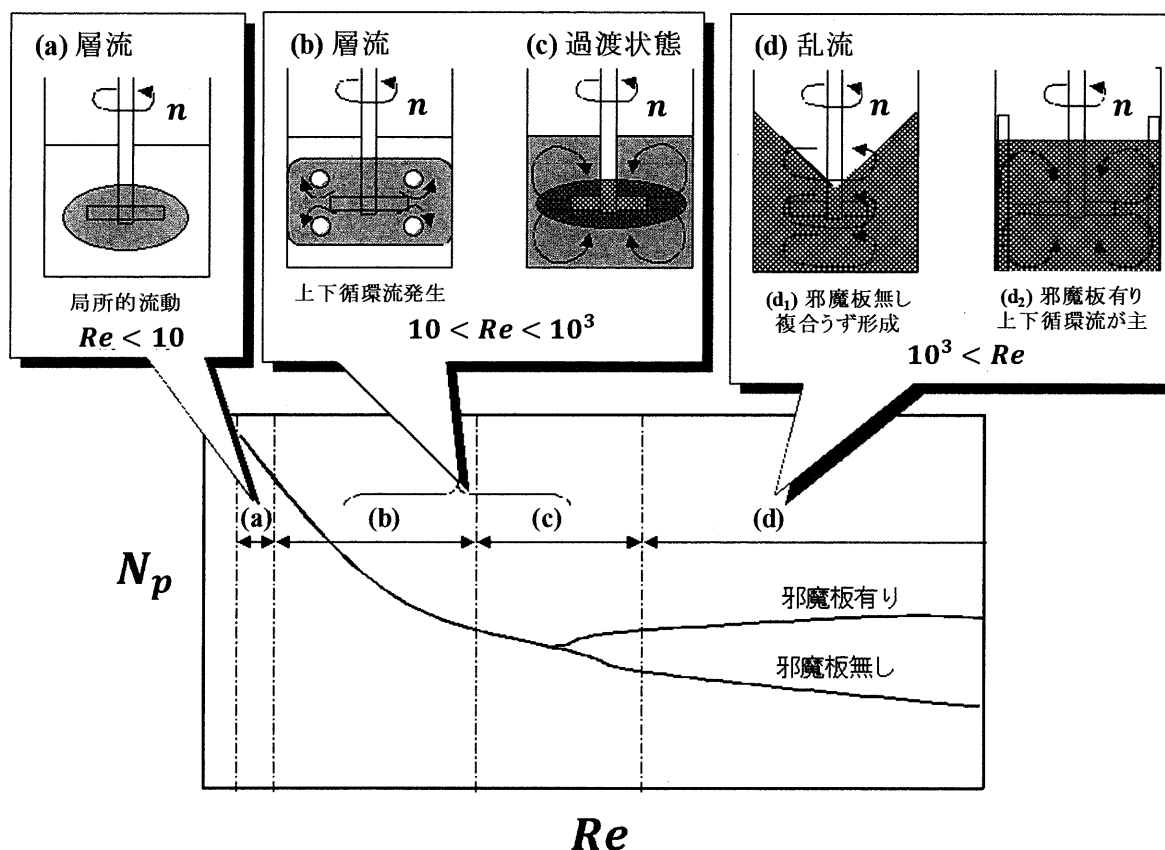 (a) 層流
n
局所的流動
Re < 10
(b) 層流
n
上下循環流発生
(c) 過渡状態
n
10 < Re < 10³
(d) 乱流
n
n
(d₁) 邪魔板無し
複合うず形成
(d₂) 邪魔板有り
上下循環流が主
10³ < Re
(a)
(b)
(c)
(d)
Nₚ
邪魔板有り
邪魔板無し
Re